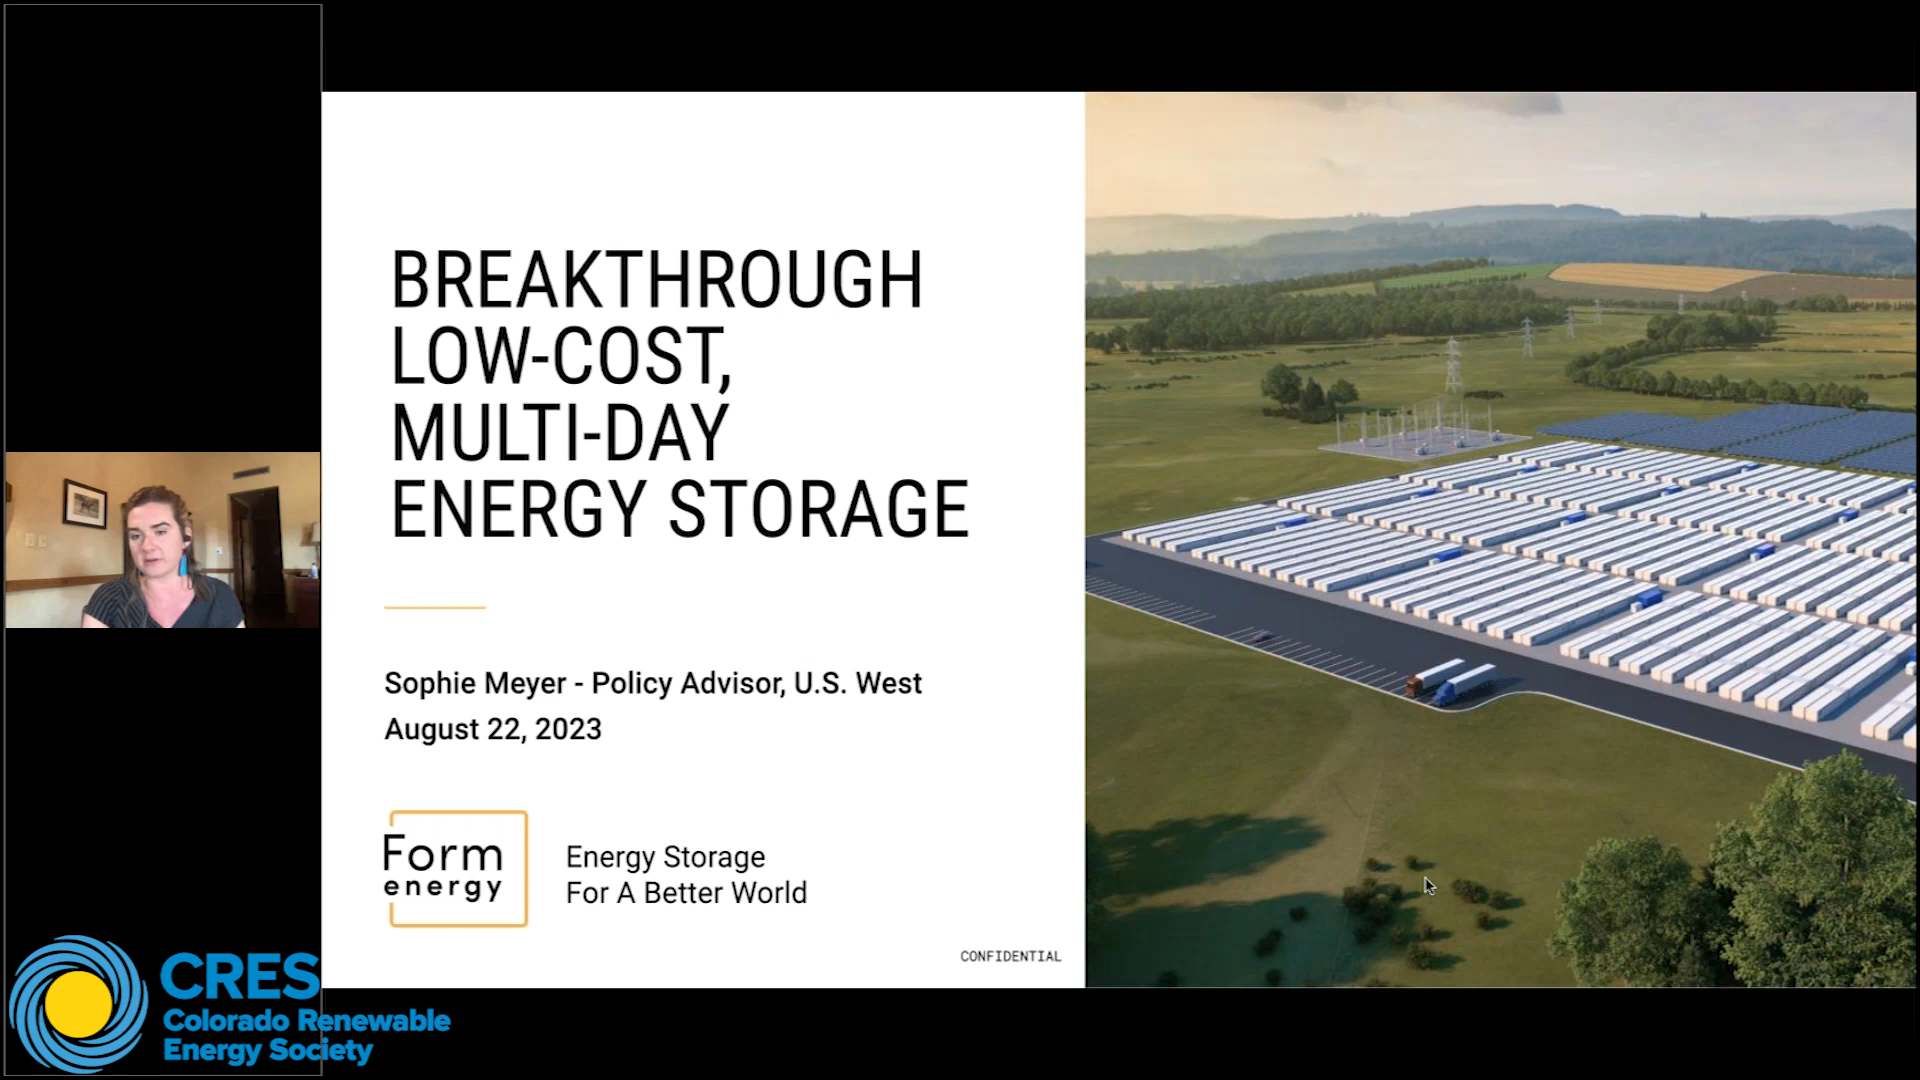 BREAKTHROUGH
LOW-COST,
MULTI-DAY
ENERGY STORAGE
Sophie Meyer - Policy Advisor, U.S. West
August 22, 2023
Form
energy
Energy Storage
For A Better World
CONFIDENTIAL
CRES
Colorado Renewable
Energy Society